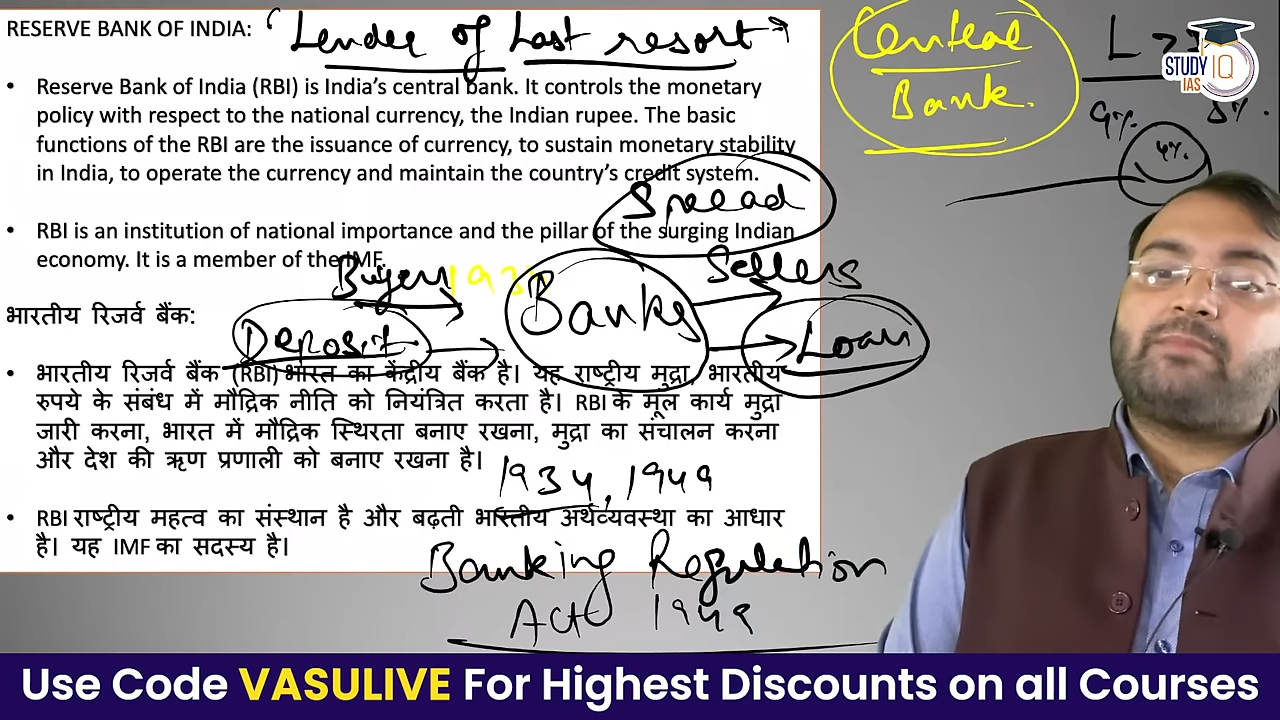 RESERVE BANK OF INDIA:
"Lender of Last resort"
Central
Bank.
STUDY IQ
IAS
9%
4%.
• Reserve Bank of India (RBI) is India's central bank. It controls the monetary
policy with respect to the national currency, the Indian rupee. The basic
functions of the RBI are the issuance of currency, to sustain monetary stability
in India, to operate the currency and maintain the country's credit system.
Spread
• RBI is an institution of national importance and the pillar of the surging Indian
economy. It is a member of the IMF.
Buyers
Sellers
Banks
भारतीय रिजर्व बैंक:
Deposit
Loan
• भारतीय रिजर्व बैंक (RBI) भारत का केंद्रीय बैंक है। यह राष्ट्रीय मुद्रा, भारतीय
रुपये के संबंध में मौद्रिक नीति को नियंत्रित करता है। RBI के मूल कार्य मुद्रा
जारी करना, भारत में मौद्रिक स्थिरता बनाए रखना, मुद्रा का संचालन करना
और देश की ऋण प्रणाली को बनाए रखना है।
1934, 1949
• RBI राष्ट्रीय महत्व का संस्थान है और बढ़ती भारतीय अर्थव्यवस्था का आधार
है। यह IMF का सदस्य है।
Banking Regulation
Act 1949
Use Code VASULIVE For Highest Discounts on all Courses